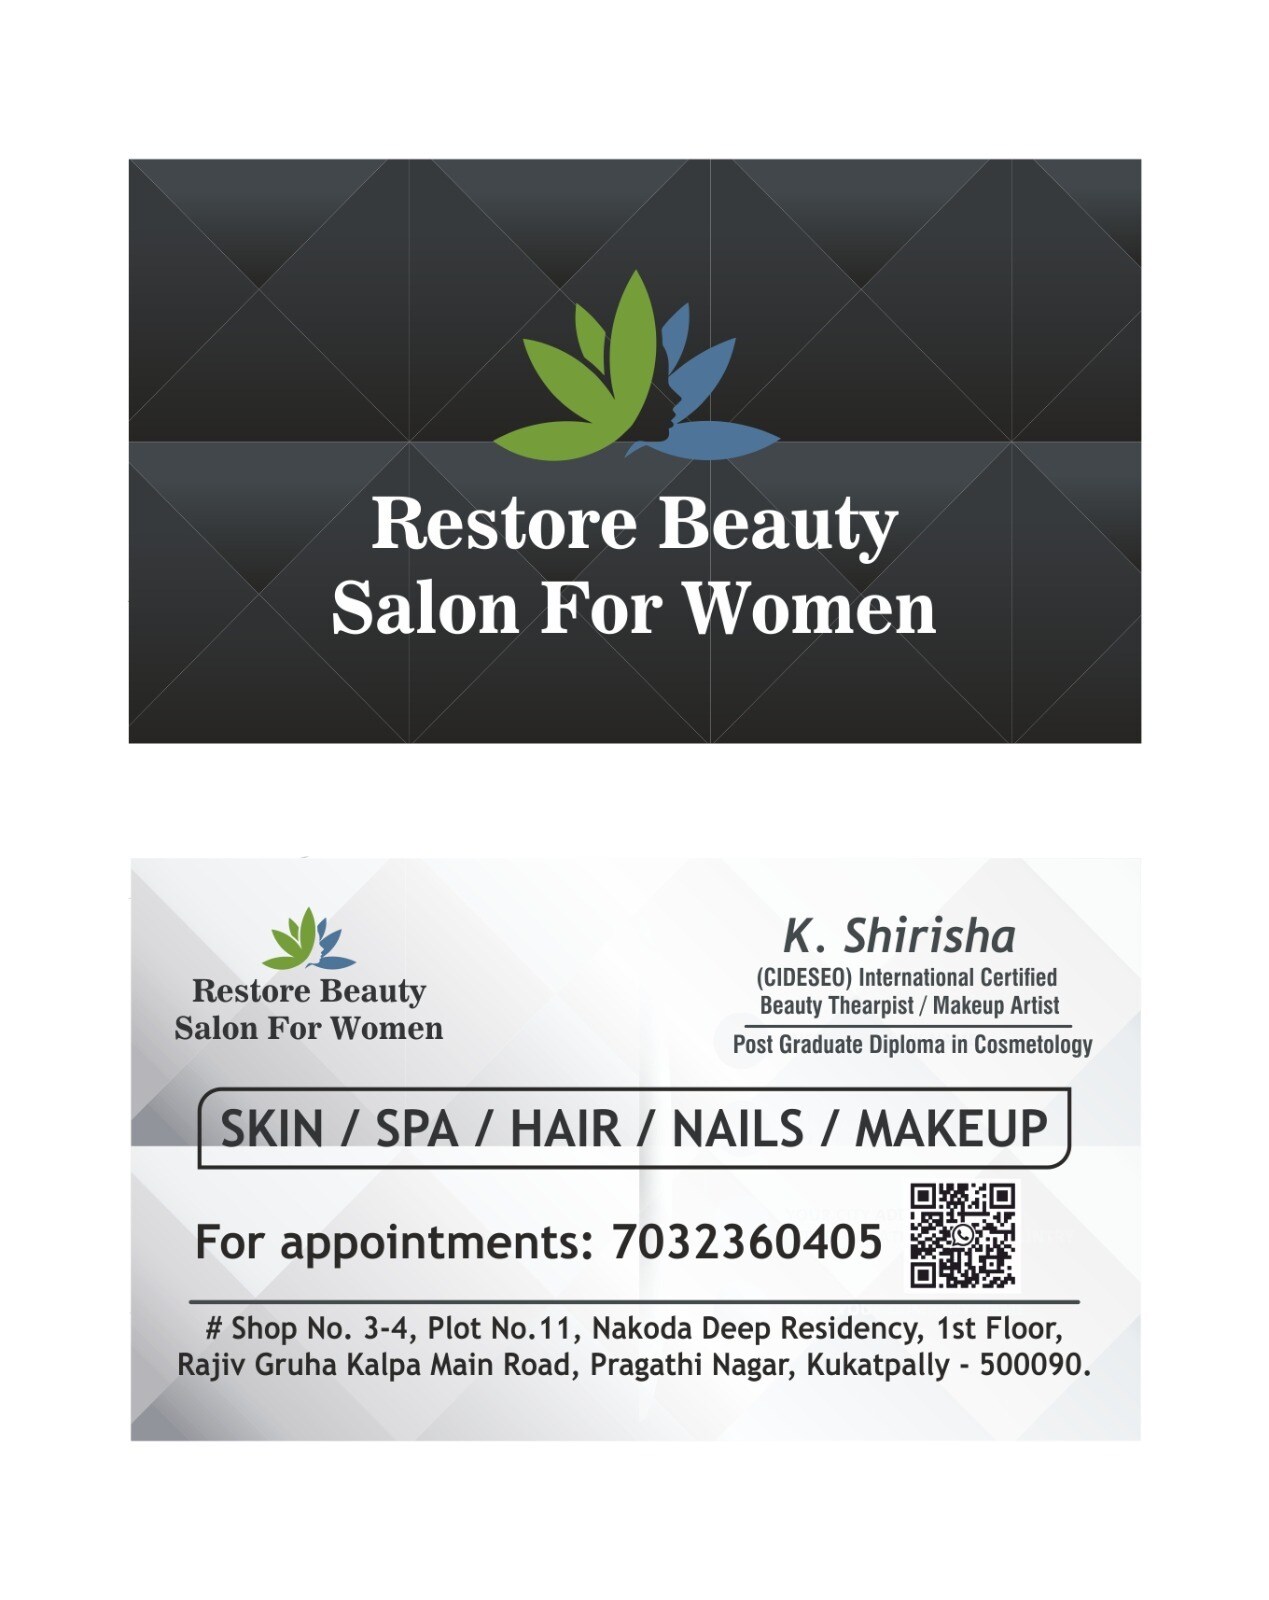 Restore Beauty
Salon For Women
Restore Beauty
Salon For Women
K. Shirisha
(CIDESEO) International Certified
Beauty Thearpist / Makeup Artist
Post Graduate Diploma in Cosmetology
SKIN / SPA / HAIR / NAILS / MAKEUP
For appointments: 7032360405
# Shop No. 3-4, Plot No.11, Nakoda Deep Residency, 1st Floor,
Rajiv Gruha Kalpa Main Road, Pragathi Nagar, Kukatpally - 500090.